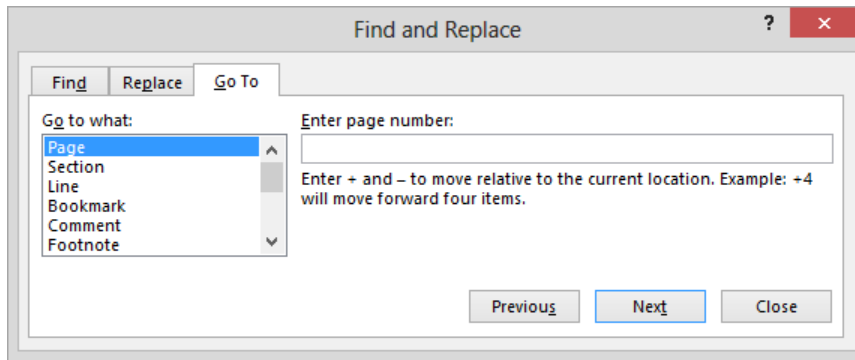 Find and Replace
?
Find
Replace
Go To
Go to what:
Page
Section
Line
Bookmark
Comment
Footnote
Enter page number:
Enter + and – to move relative to the current location. Example: +4
will move forward four items.
Previous
Next
Close